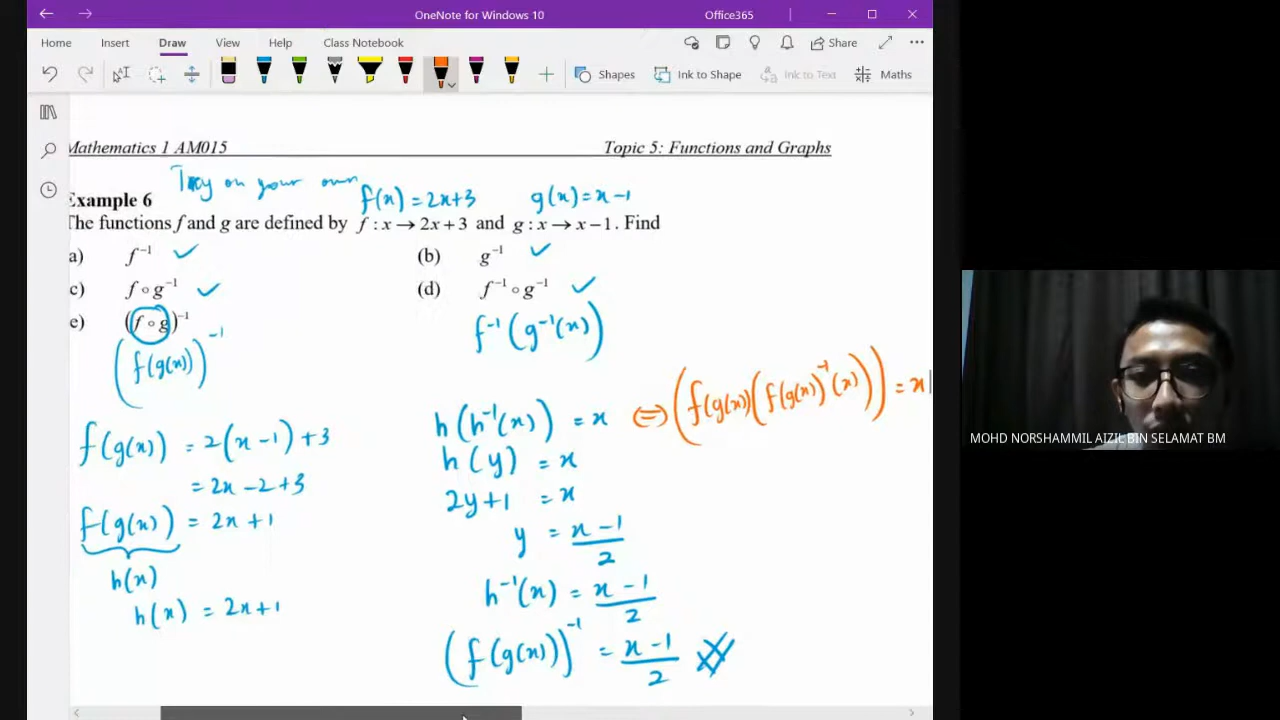 OneNote for Windows 10
Office365
Home Insert Draw View Help Class Notebook
Share
Shapes Ink to Shape Ink to Text Maths
Mathematics 1 AM015
Topic 5: Functions and Graphs
Try on your own
f(x) = 2x+3
g(x) = x-1
Example 6
The functions f and g are defined by f : x → 2x + 3 and g : x → x − 1. Find
a) f⁻¹ ✓
(b) g⁻¹ ✓
c) f ∘ g⁻¹ ✓
(d) f⁻¹ ∘ g⁻¹ ✓
e) (f ∘ g)⁻¹
(f(g(x)))⁻¹
f⁻¹(g⁻¹(x))
f(g(x)) = 2(x-1)+3
= 2x-2+3
f(g(x)) = 2x+1
h(x)
h(x) = 2x+1
h(h⁻¹(x)) = x
⇔ (f(g(x))(f(g(x)⁻¹(x))) = x
h(y) = x
2y+1 = x
y = x-1/2
h⁻¹(x) = x-1/2
(f(g(x)))⁻¹ = x-1/2
MOHD NORSHAMMIL AIZIL BIN SELAMAT BM